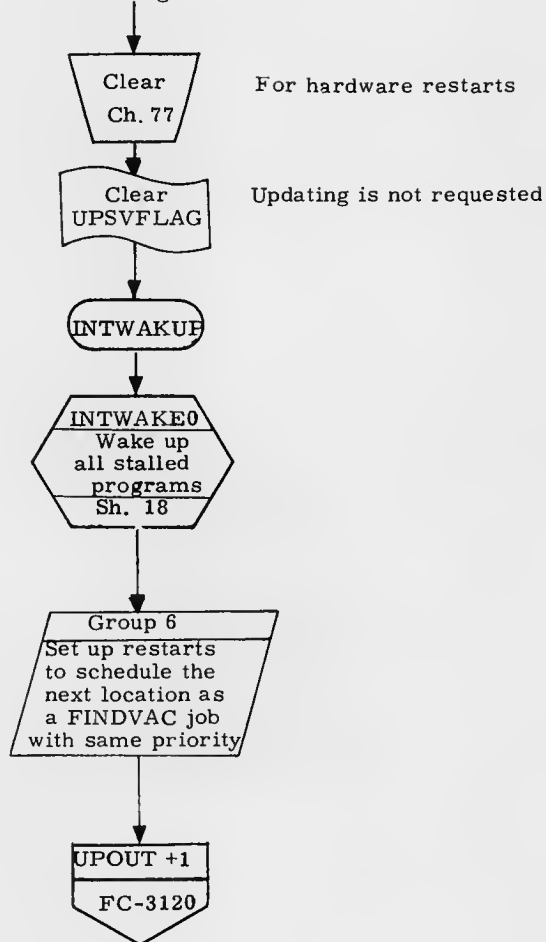 Clear
Ch. 77
For hardware restarts
Clear
UPSVFLAG
Updating is not requested
INTWAKUP
INTWAKE0
Wake up
all stalled
programs
Sh. 18
Group 6
Set up restarts
to schedule the
next location as
a FINDVAC job
with same priority
UPOUT +1
FC-3120